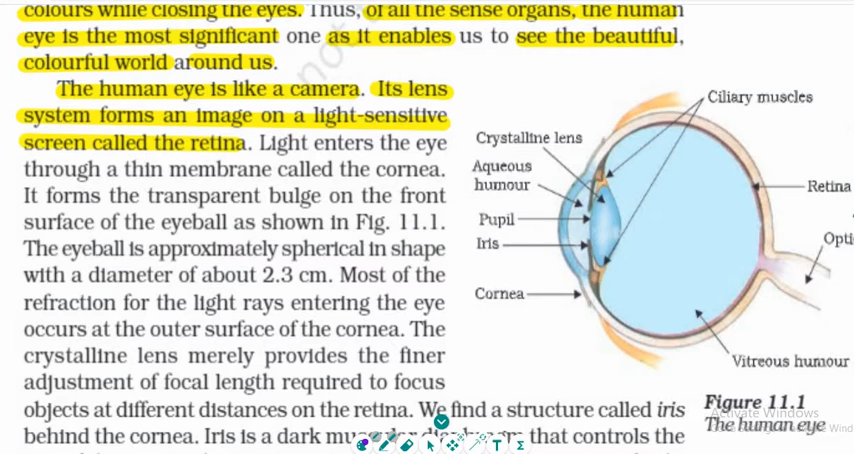 colours while closing the eyes. Thus, of all the sense organs, the human
eye is the most significant one as it enables us to see the beautiful,
colourful world around us.
The human eye is like a camera. Its lens
system forms an image on a light-sensitive
screen called the retina. Light enters the eye
through a thin membrane called the cornea.
It forms the transparent bulge on the front
surface of the eyeball as shown in Fig. 11.1.
The eyeball is approximately spherical in shape
with a diameter of about 2.3 cm. Most of the
refraction for the light rays entering the eye
occurs at the outer surface of the cornea. The
crystalline lens merely provides the finer
adjustment of focal length required to focus
objects at different distances on the retina. We find a structure called iris
behind the cornea. Iris is a dark that controls the
not
Ciliary muscles
Crystalline lens
Aqueous
humour
Pupil
Iris
Cornea
Retina
Opti
Vitreous humour
Figure 11.1
The human eye
Activate Windows